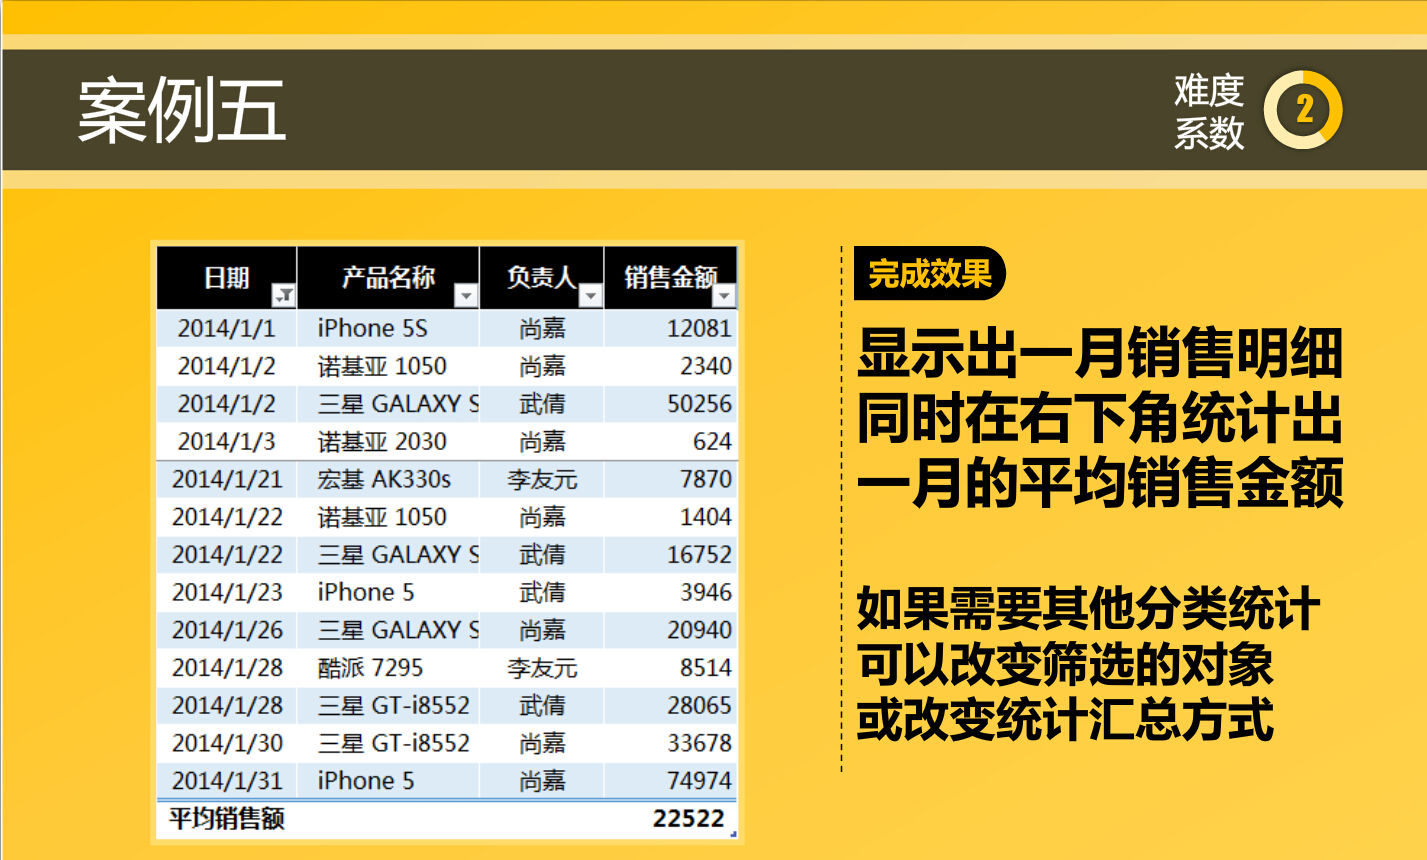 案例五
难度
系数
2
日期 产品名称 负责人 销售金额
2014/1/1 iPhone 5S 尚嘉 12081
2014/1/2 诺基亚 1050 尚嘉 2340
2014/1/2 三星 GALAXY S 武倩 50256
2014/1/3 诺基亚 2030 尚嘉 624
2014/1/21 宏基 AK330s 李友元 7870
2014/1/22 诺基亚 1050 尚嘉 1404
2014/1/22 三星 GALAXY S 武倩 16752
2014/1/23 iPhone 5 武倩 3946
2014/1/26 三星 GALAXY S 尚嘉 20940
2014/1/28 酷派 7295 李友元 8514
2014/1/28 三星 GT-i8552 武倩 28065
2014/1/30 三星 GT-i8552 尚嘉 33678
2014/1/31 iPhone 5 尚嘉 74974
平均销售额 22522
完成效果
显示出一月销售明细
同时在右下角统计出
一月的平均销售金额
如果需要其他分类统计
可以改变筛选的对象
或改变统计汇总方式